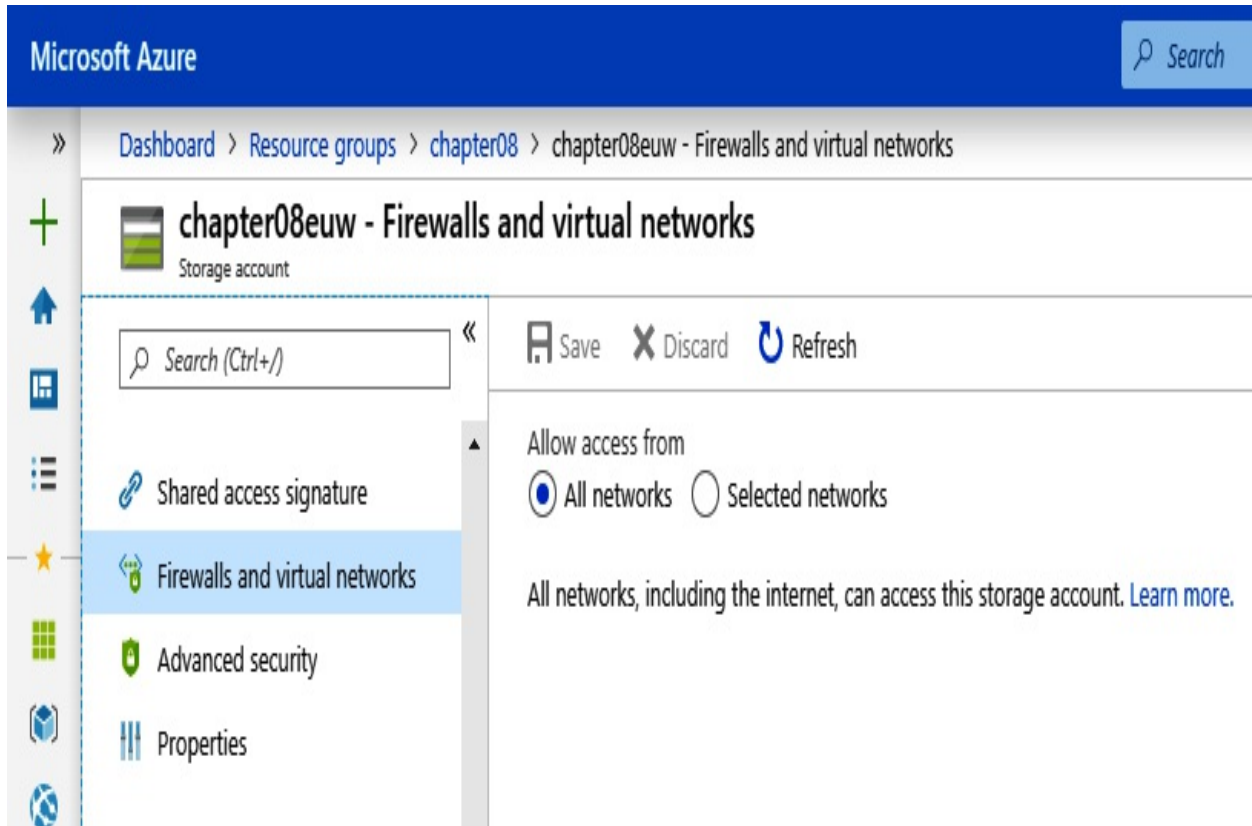 Microsoft Azure
Search
»
Dashboard > Resource groups > chapter08 > chapter08euw - Firewalls and virtual networks
chapter08euw - Firewalls and virtual networks
Storage account
Search (Ctrl+/)
«
Save Discard Refresh
Shared access signature
Firewalls and virtual networks
Advanced security
Properties
Allow access from
All networks Selected networks
All networks, including the internet, can access this storage account. Learn more.